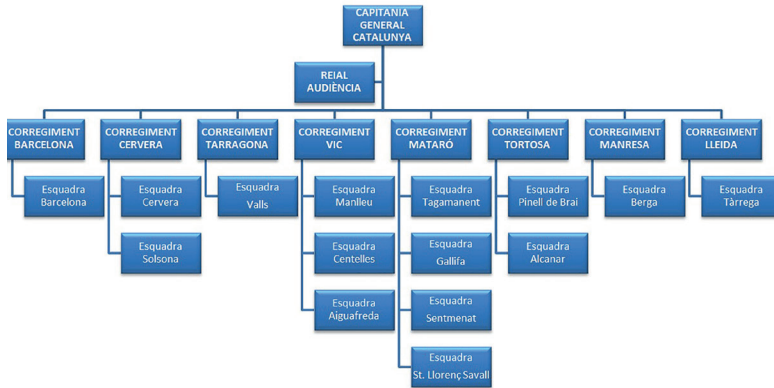 CAPITANIA
GENERAL
CATALUNYA
REIAL
AUDIÈNCIA
CORREGIMENT
BARCELONA
CORREGIMENT
CERVERA
CORREGIMENT
TARRAGONA
CORREGIMENT
VIC
CORREGIMENT
MATARÓ
CORREGIMENT
TORTOSA
CORREGIMENT
MANRESA
CORREGIMENT
LLEIDA
Esquadra
Barcelona
Esquadra
Cervera
Esquadra
Valls
Esquadra
Manlleu
Esquadra
Tagamanent
Esquadra
Pinell de Brai
Esquadra
Berga
Esquadra
Tàrrega
Esquadra
Solsona
Esquadra
Centelles
Esquadra
Gallifa
Esquadra
Alcanar
Esquadra
Aiguafreda
Esquadra
Sentmenat
Esquadra
St. Llorenç Savall